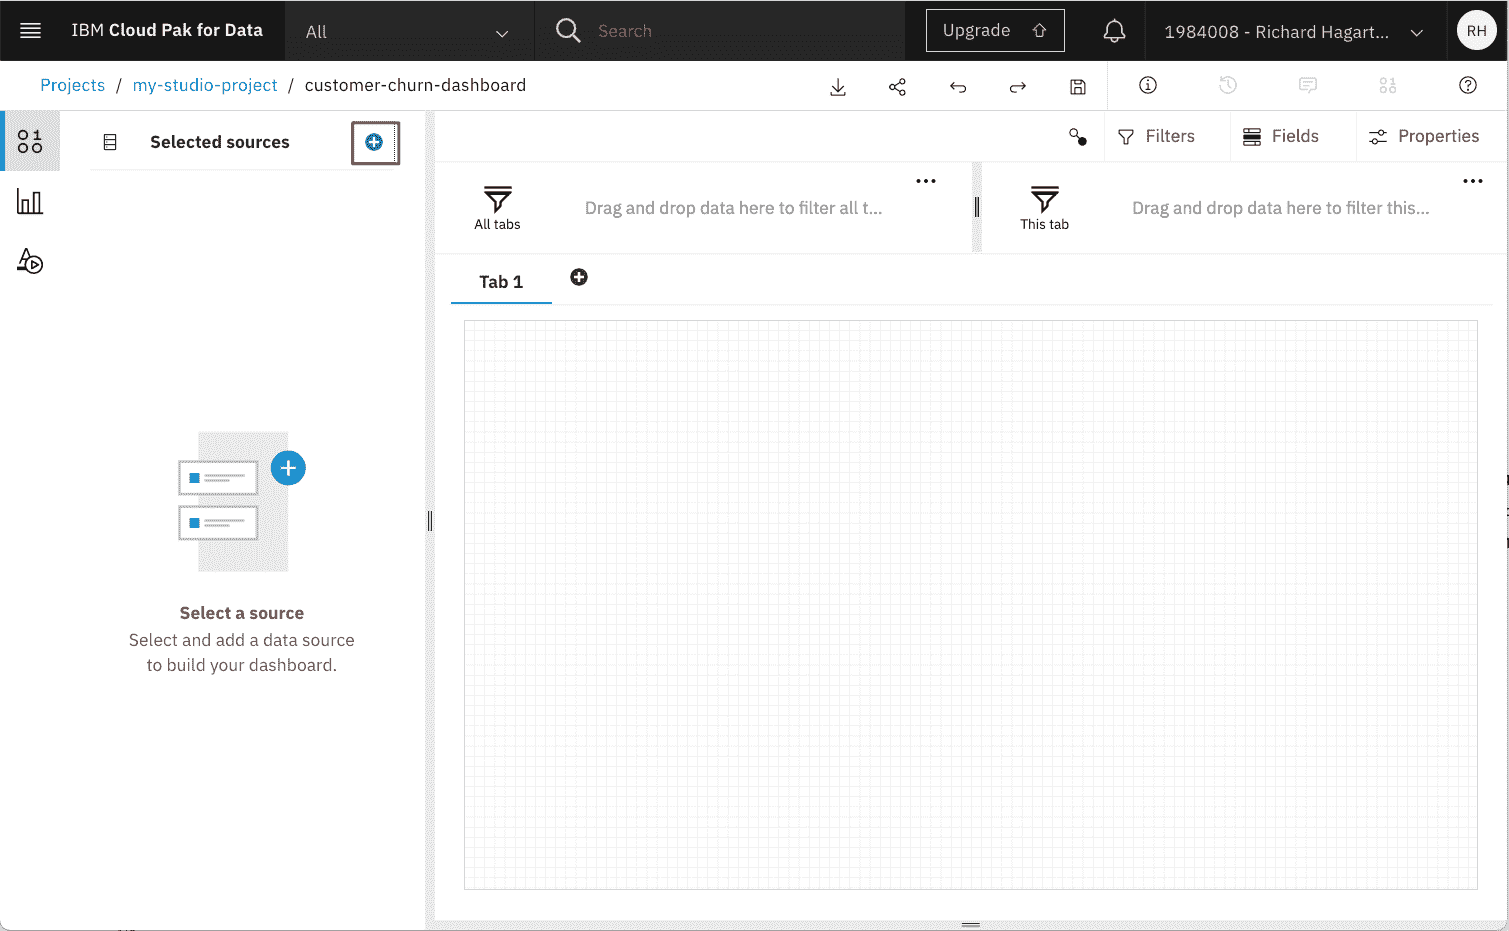 IBM Cloud Pak for Data
All
Search
Upgrade
1984008 - Richard Hagart...
RH
Projects / my-studio-project / customer-churn-dashboard
Selected sources
Filters
Fields
Properties
All tabs
Drag and drop data here to filter all t...
This tab
Drag and drop data here to filter this...
Tab 1
Select a source
Select and add a data source
to build your dashboard.